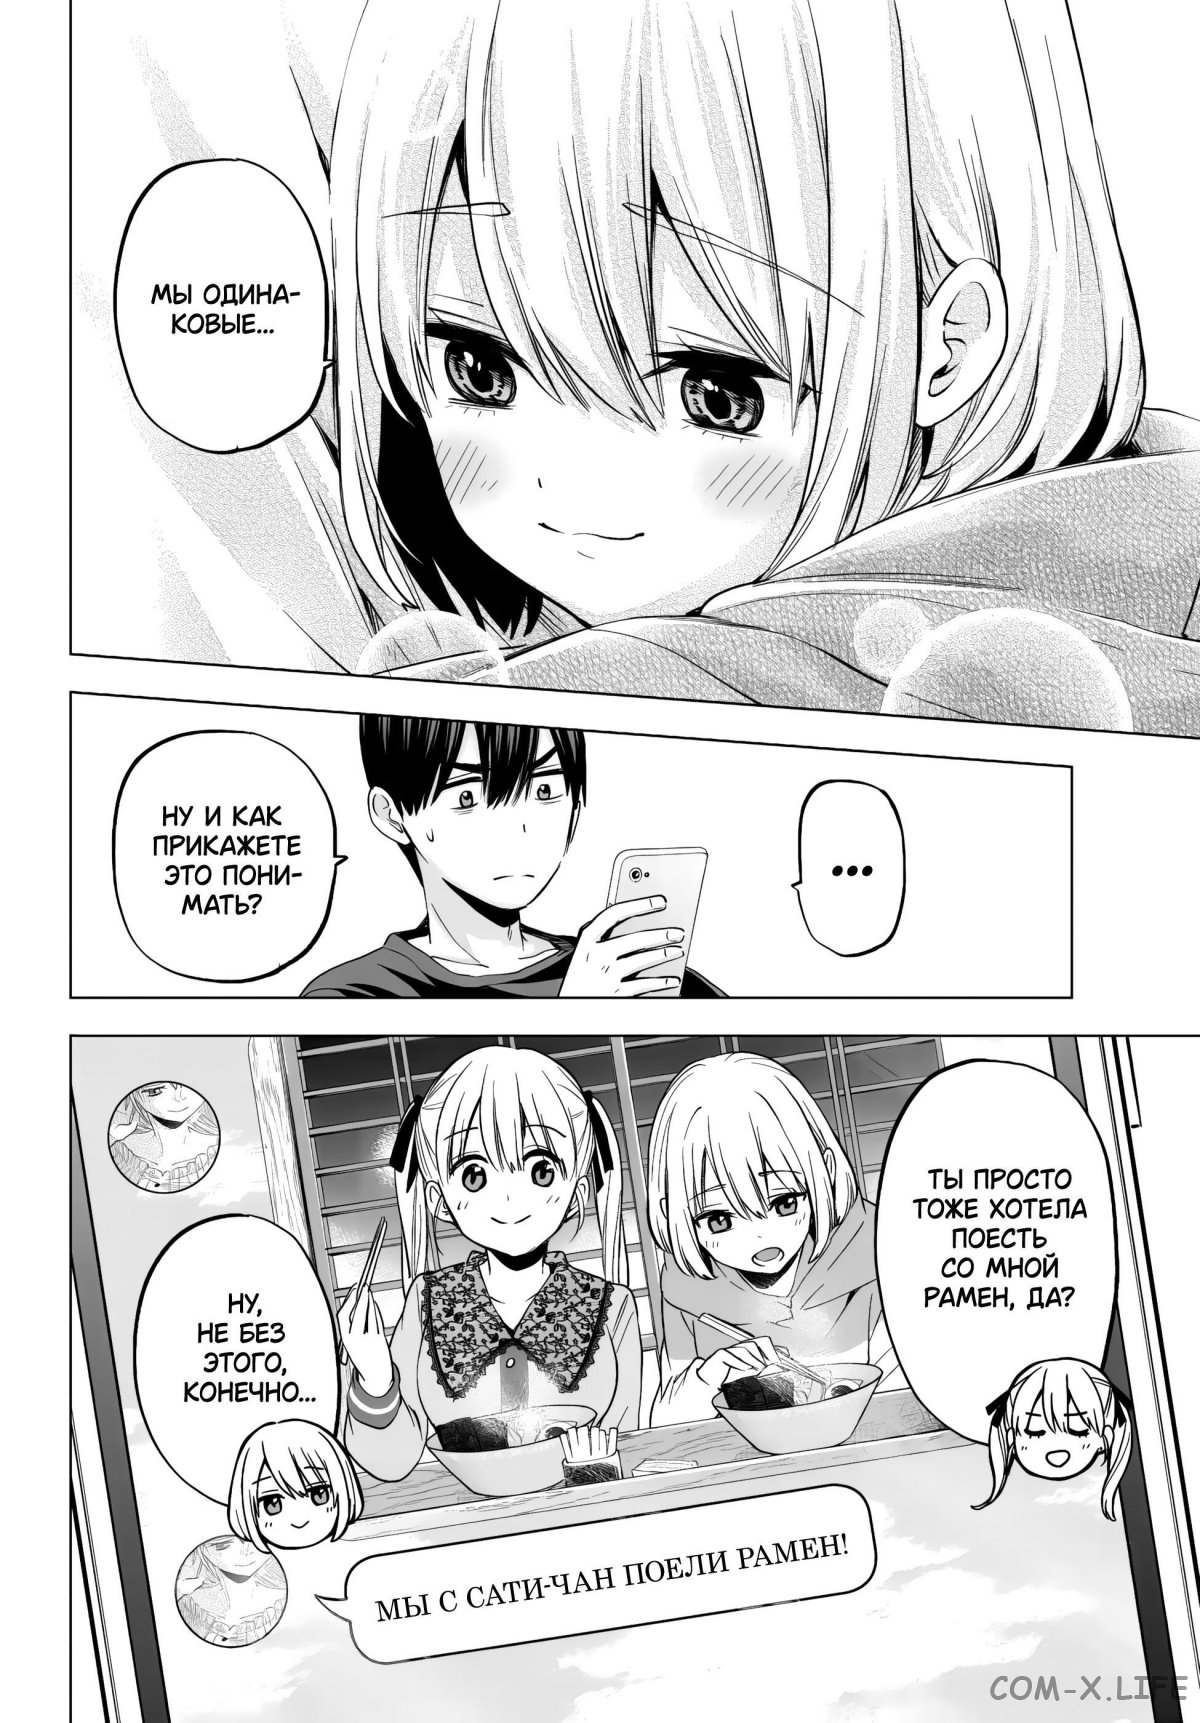 МЫ ОДИНА-
КОВЫЕ...
...
НУ И КАК
ПРИКАЖЕТЕ
ЭТО ПОНИ-
МАТЬ?
ТЫ ПРОСТО
ТОЖЕ ХОТЕЛА
ПОЕСТЬ
СО МНОЙ
РАМЕН, ДА?
НУ,
НЕ БЕЗ
ЭТОГО,
КОНЕЧНО...
МЫ С САТИ-ЧАН ПОЕЛИ РАМЕН!
COM-X.LIFE